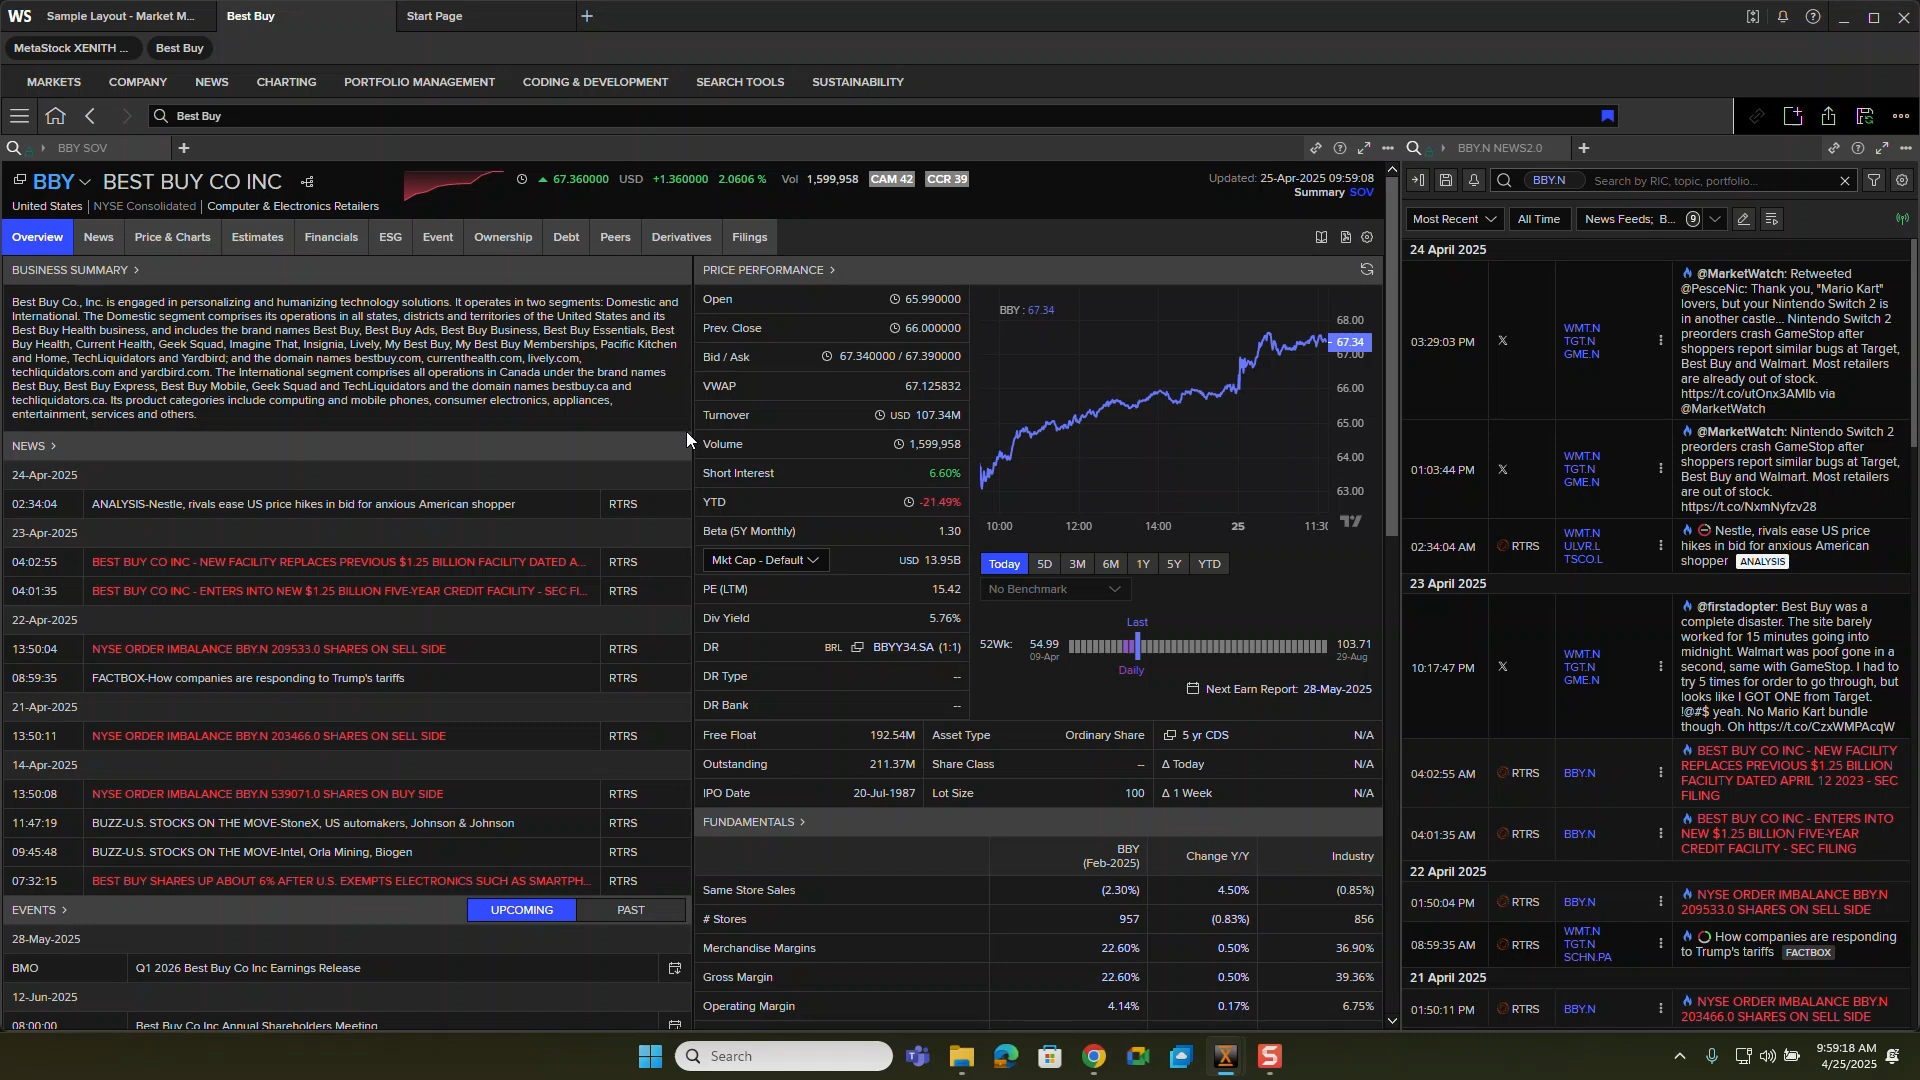 WS Sample Layout - Market M... Best Buy Start Page
MetaStock XENITH ... Best Buy
MARKETS COMPANY NEWS CHARTING PORTFOLIO MANAGEMENT CODING & DEVELOPMENT SEARCH TOOLS SUSTAINABILITY
Best Buy
BBY SOV
BBY BEST BUY CO INC
67.360000 USD +1.360000 2.0606 % Vol 1,599,958 CAM 42 CCR 39
Updated: 25-Apr-2025 09:59:08
Summary SOV
United States | NYSE Consolidated | Computer & Electronics Retailers
Overview News Price & Charts Estimates Financials ESG Event Ownership Debt Peers Derivatives Filings
BUSINESS SUMMARY
Best Buy Co., Inc. is engaged in personalizing and humanizing technology solutions. It operates in two segments: Domestic and
International. The Domestic segment comprises its operations in all states, districts and territories of the United States and its
Best Buy Health business, and includes the brand names Best Buy, Best Buy Ads, Best Buy Business, Best Buy Essentials, Best
Buy Health, Current Health, Geek Squad, Imagine That, Insignia, Lively, My Best Buy, My Best Buy Memberships, Pacific Kitchen
and Home, TechLiquidators and Yardbird; and the domain names bestbuy.com, currenthealth.com, lively.com,
techliquidators.com and yardbird.com. The International segment comprises all operations in Canada under the brand names
Best Buy, Best Buy Express, Best Buy Mobile, Geek Squad and TechLiquidators and the domain names bestbuy.ca and
techliquidators.ca. Its product categories include computing and mobile phones, consumer electronics, appliances,
entertainment, services and others.
NEWS
24-Apr-2025
02:34:04 ANALYSIS-Nestle, rivals ease US price hikes in bid for anxious American shopper RTRS
23-Apr-2025
04:02:55 BEST BUY CO INC - NEW FACILITY REPLACES PREVIOUS $1.25 BILLION FACILITY DATED A... RTRS
04:01:35 BEST BUY CO INC - ENTERS INTO NEW $1.25 BILLION FIVE-YEAR CREDIT FACILITY - SEC FI... RTRS
22-Apr-2025
13:50:04 NYSE ORDER IMBALANCE BBY.N 209533.0 SHARES ON SELL SIDE RTRS
08:59:35 FACTBOX-How companies are responding to Trump's tariffs RTRS
21-Apr-2025
13:50:11 NYSE ORDER IMBALANCE BBY.N 203466.0 SHARES ON SELL SIDE RTRS
14-Apr-2025
13:50:08 NYSE ORDER IMBALANCE BBY.N 539071.0 SHARES ON BUY SIDE RTRS
11:47:19 BUZZ-U.S. STOCKS ON THE MOVE-StoneX, US automakers, Johnson & Johnson RTRS
09:45:48 BUZZ-U.S. STOCKS ON THE MOVE-Intel, Orla Mining, Biogen RTRS
07:32:15 BEST BUY SHARES UP ABOUT 6% AFTER U.S. EXEMPTS ELECTRONICS SUCH AS SMARTPH... RTRS
EVENTS UPCOMING PAST
28-May-2025
BMO Q1 2026 Best Buy Co Inc Earnings Release
12-Jun-2025
08:00:00 Best Buy Co Inc Annual Shareholders Meeting
PRICE PERFORMANCE
Open 65.990000
Prev. Close 66.000000
Bid / Ask 67.340000 / 67.390000
VWAP 67.125832
Turnover USD 107.34M
Volume 1,599,958
Short Interest 6.60%
YTD -21.49%
Beta (5Y Monthly) 1.30
Mkt Cap - Default USD 13.95B
PE (LTM) 15.42
Div Yield 5.76%
DR BRL BBYY34.SA (1:1)
DR Type --
DR Bank --
BBY : 67.34
68.00
67.34
67.00
66.00
65.00
64.00
63.00
10:00 12:00 14:00 25 11:30
Today 5D 3M 6M 1Y 5Y YTD
No Benchmark
Last
52Wk: 54.99 103.71
09-Apr 29-Aug
Daily
Next Earn Report: 28-May-2025
Free Float 192.54M Asset Type Ordinary Share 5 yr CDS N/A
Outstanding 211.37M Share Class -- Δ Today N/A
IPO Date 20-Jul-1987 Lot Size 100 Δ 1 Week N/A
FUNDAMENTALS
BBY
(Feb-2025) Change Y/Y Industry
Same Store Sales (2.30%) 4.50% (0.85%)
# Stores 957 (0.83%) 856
Merchandise Margins 22.60% 0.50% 36.90%
Gross Margin 22.60% 0.50% 39.36%
Operating Margin 4.14% 0.17% 6.75%
BBY.N NEWS2.0
BBY.N Search by RIC, topic, portfolio...
Most Recent All Time News Feeds; B... 9
24 April 2025
03:29:03 PM
WMT.N
TGT.N
GME.N
@MarketWatch: Retweeted
@PesceNic: Thank you, "Mario Kart"
lovers, but your Nintendo Switch 2 is
in another castle... Nintendo Switch 2
preorders crash GameStop after
shoppers report similar bugs at Target,
Best Buy and Walmart. Most retailers
are already out of stock.
https://t.co/utOnx3AMlb via
@MarketWatch
01:03:44 PM
WMT.N
TGT.N
GME.N
@MarketWatch: Nintendo Switch 2
preorders crash GameStop after
shoppers report similar bugs at Target,
Best Buy and Walmart. Most retailers
are out of stock.
https://t.co/NxmNyfzv28
02:34:04 AM RTRS
WMT.N
ULVR.L
TSCO.L
Nestle, rivals ease US price
hikes in bid for anxious American
shopper ANALYSIS
23 April 2025
10:17:47 PM
WMT.N
TGT.N
GME.N
@firstadopter: Best Buy was a
complete disaster. The site barely
worked for 15 minutes going into
midnight. Walmart was poof gone in a
second, same with GameStop. I had to
try 5 times for order to go through, but
looks like I GOT ONE from Target.
!@#$ yeah. No Mario Kart bundle
though. Oh https://t.co/CzxWMPAcqW
04:02:55 AM RTRS BBY.N
BEST BUY CO INC - NEW FACILITY
REPLACES PREVIOUS $1.25 BILLION
FACILITY DATED APRIL 12 2023 - SEC
FILING
04:01:35 AM RTRS BBY.N
BEST BUY CO INC - ENTERS INTO
NEW $1.25 BILLION FIVE-YEAR
CREDIT FACILITY - SEC FILING
22 April 2025
01:50:04 PM RTRS BBY.N
NYSE ORDER IMBALANCE BBY.N
209533.0 SHARES ON SELL SIDE
08:59:35 AM RTRS
WMT.N
TGT.N
SCHN.PA
How companies are responding
to Trump's tariffs FACTBOX
21 April 2025
01:50:11 PM RTRS BBY.N
NYSE ORDER IMBALANCE BBY.N
203466.0 SHARES ON SELL SIDE
Search
9:59:18 AM
4/25/2025